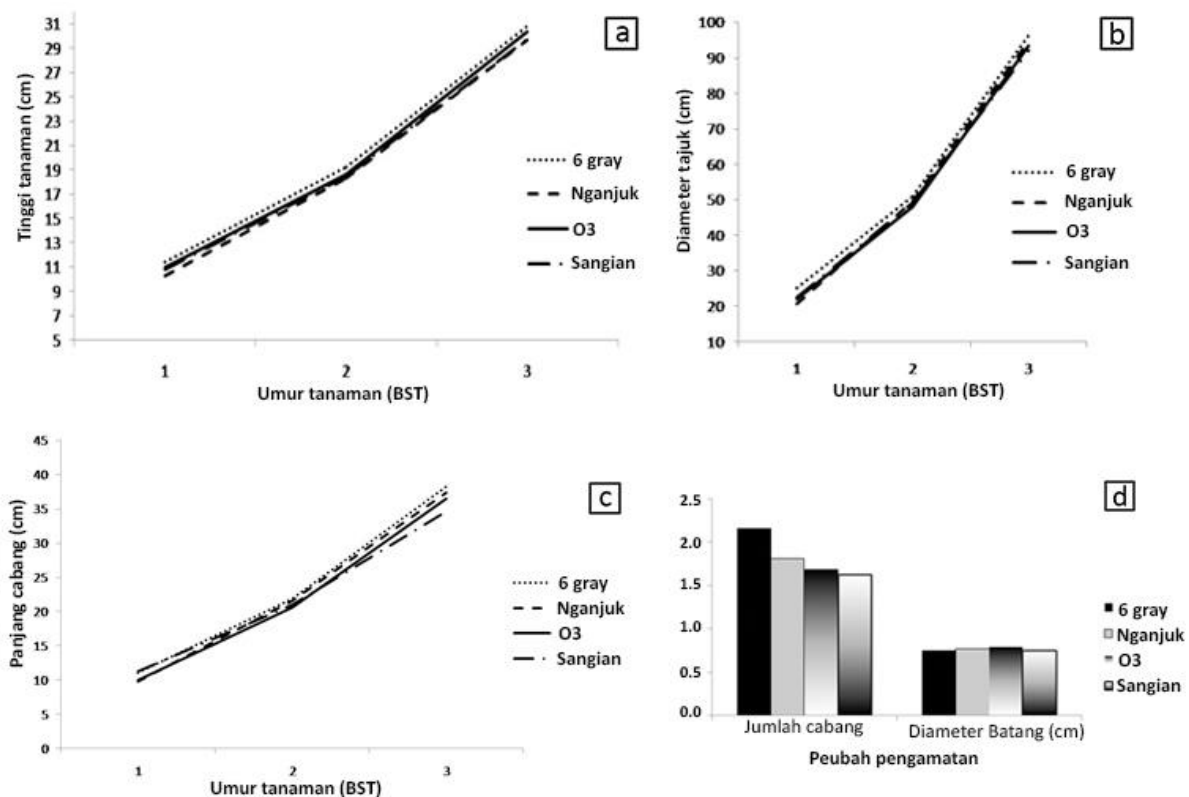 a
Tinggi tanaman (cm)
31
29
27
25
23
21
19
17
15
13
11
9
7
5
1 2 3
Umur tanaman (BST)
6 gray
Nganjuk
O3
Sangian
b
Diameter tajuk (cm)
100
90
80
70
60
50
40
30
20
10
1 2 3
Umur tanaman (BST)
6 gray
Nganjuk
O3
Sangian
c
Panjang cabang (cm)
45
40
35
30
25
20
15
10
5
0
1 2 3
Umur tanaman (BST)
6 gray
Nganjuk
O3
Sangian
d
2.5
2.0
1.5
1.0
0.5
0.0
Jumlah cabang Diameter Batang (cm)
Peubah pengamatan
6 gray
Nganjuk
O3
Sangian